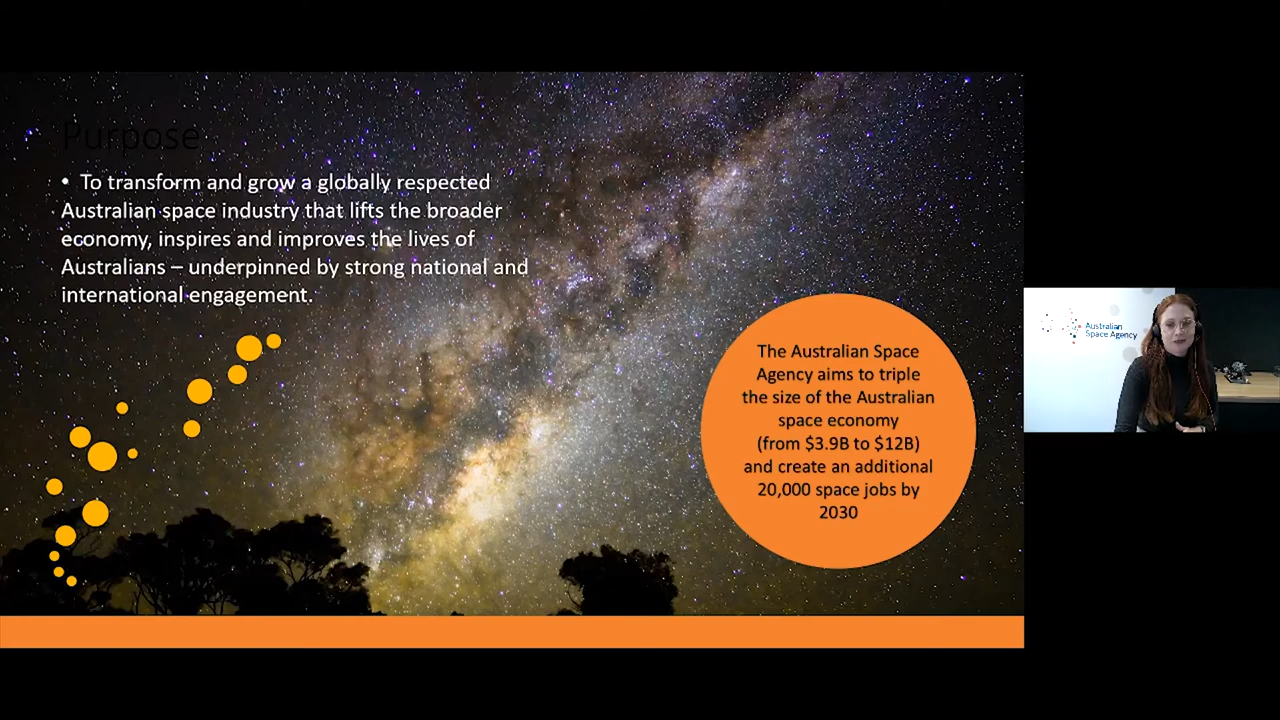 Purpose
• To transform and grow a globally respected
Australian space industry that lifts the broader
economy, inspires and improves the lives of
Australians – underpinned by strong national and
international engagement.
The Australian Space
Agency aims to triple
the size of the Australian
space economy
(from $3.9B to $12B)
and create an additional
20,000 space jobs by
2030
Australian
Space Agency